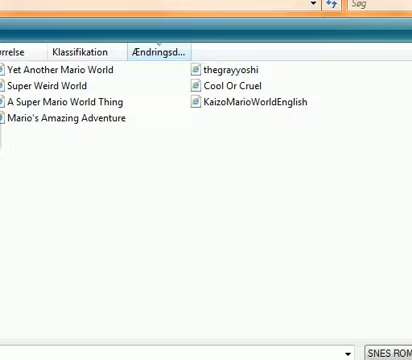 Søg
ørrelse Klassifikation Ændringsd...
Yet Another Mario World thegrayyoshi
Super Weird World Cool Or Cruel
A Super Mario World Thing KaizoMarioWorldEnglish
Mario's Amazing Adventure
SNES ROM